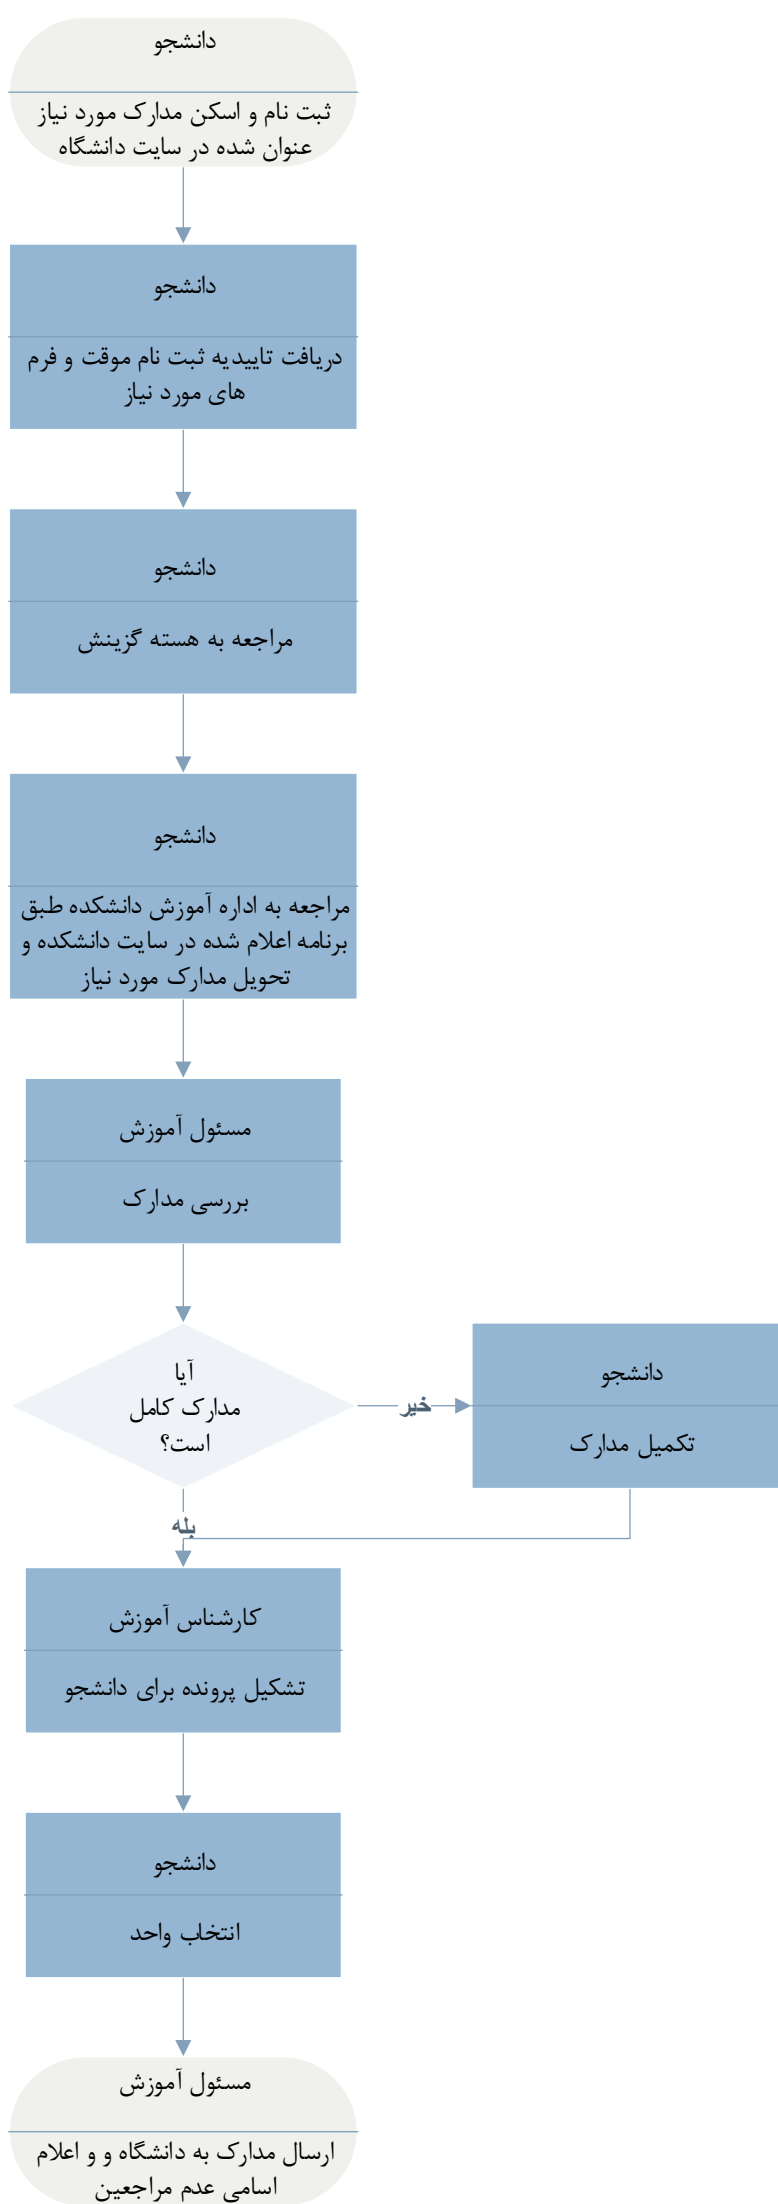 دانشجو
ثبت نام و اسکن مدارک مورد نیاز
عنوان شده در سایت دانشگاه
دانشجو
دریافت تاییدیه ثبت نام موقت و فرم
های مورد نیاز
دانشجو
مراجعه به هسته گزینش
دانشجو
مراجعه به اداره آموزش دانشکده طبق
برنامه اعلام شده در سایت دانشکده و
تحویل مدارک مورد نیاز
مسئول آموزش
بررسی مدارک
آیا
مدارک کامل
است؟
خیر
دانشجو
تکمیل مدارک
بله
کارشناس آموزش
تشکیل پرونده برای دانشجو
دانشجو
انتخاب واحد
مسئول آموزش
ارسال مدارک به دانشگاه و و اعلام
اسامی عدم مراجعین